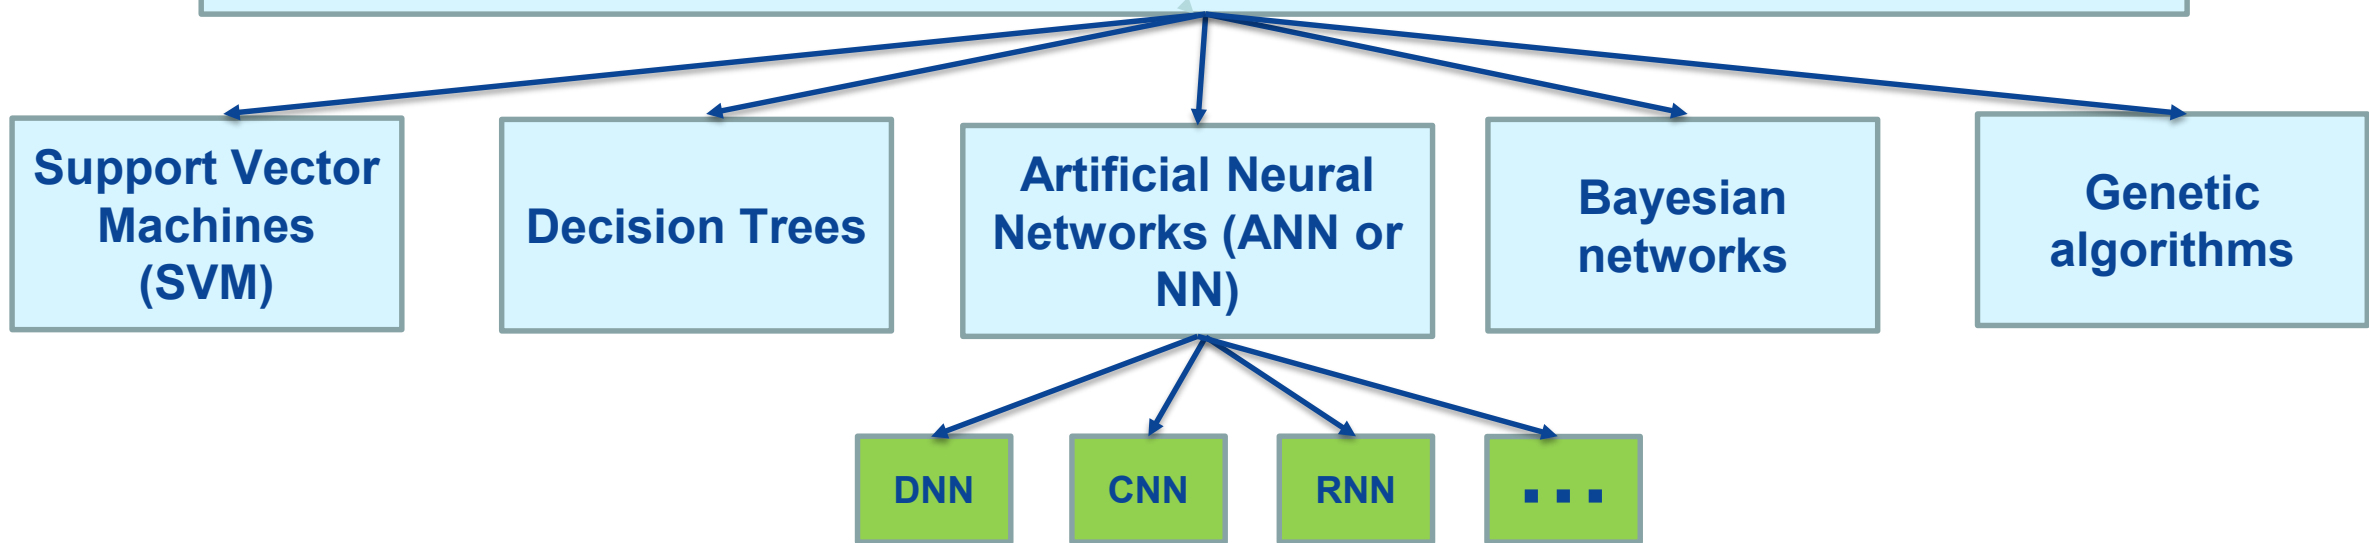 Support Vector
Machines
(SVM)
Decision Trees
Artificial Neural
Networks (ANN or
NN)
Bayesian
networks
Genetic
algorithms
DNN
CNN
RNN
...